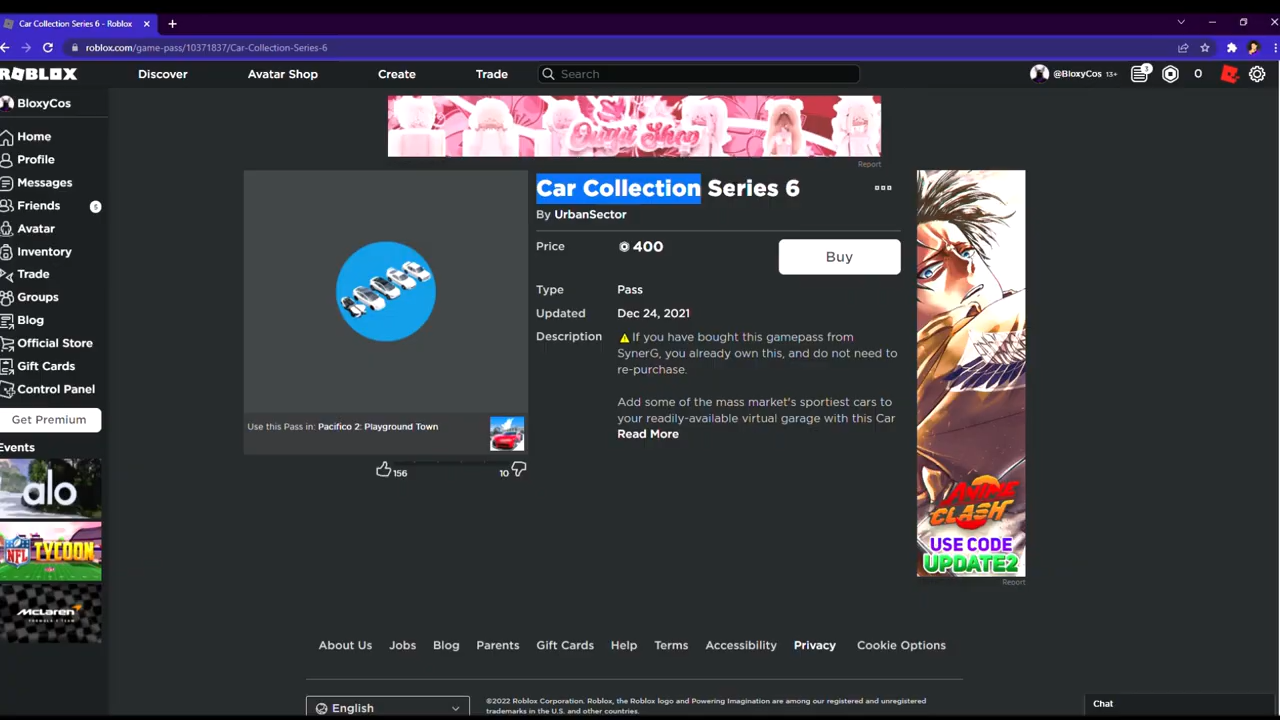 Car Collection Series 6 - Roblox
roblox.com/game-pass/10371837/Car-Collection-Series-6
ROBLOX
Discover
Avatar Shop
Create
Trade
Search
@BloxyCos 13+
1
0
BloxyCos
Home
Profile
Messages
Friends
5
Avatar
Inventory
Trade
Groups
Blog
Official Store
Gift Cards
Control Panel
Get Premium
Events
alo
NFL TYCOON
McLaren
FORMULA 1 TEAM
Outfit Shop
Report
Car Collection Series 6
By UrbanSector
Price
400
Buy
Type
Pass
Updated
Dec 24, 2021
Description
If you have bought this gamepass from
SynerG, you already own this, and do not need to
re-purchase.
Add some of the mass market's sportiest cars to
your readily-available virtual garage with this Car
Read More
Use this Pass in: Pacifico 2: Playground Town
156
10
ANIME
CLASH
USE CODE
UPDATE2
Report
About Us
Jobs
Blog
Parents
Gift Cards
Help
Terms
Accessibility
Privacy
Cookie Options
English
©2022 Roblox Corporation. Roblox, the Roblox logo and Powering Imagination are among our registered and unregistered
trademarks in the U.S. and other countries.
Chat